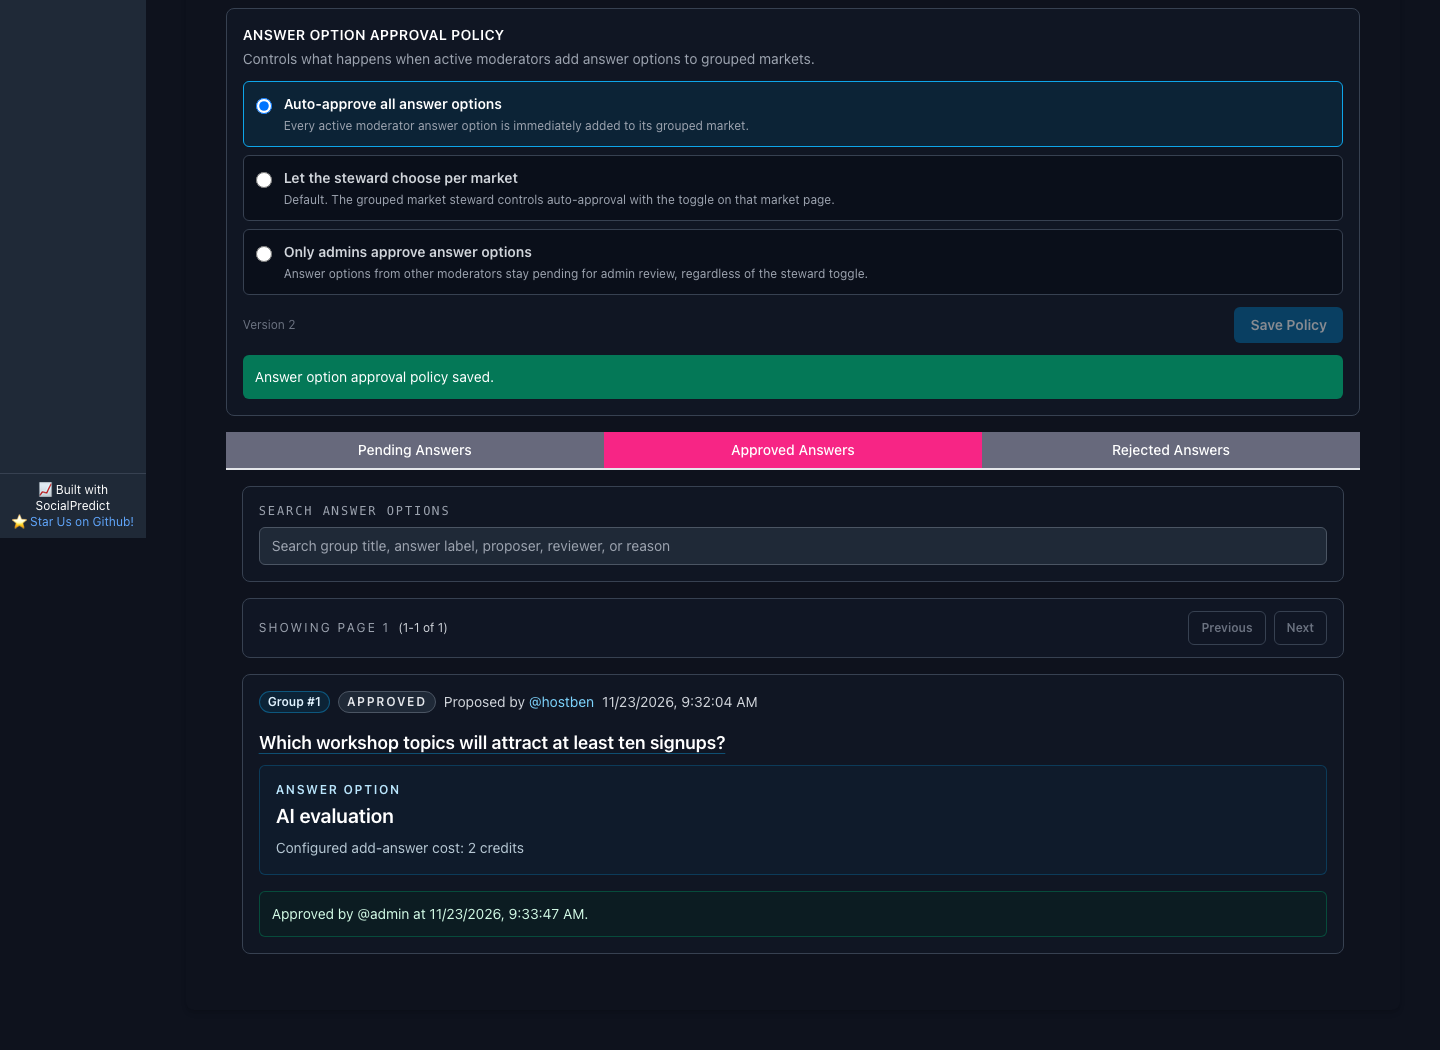 ANSWER OPTION APPROVAL POLICY
Controls what happens when active moderators add answer options to grouped markets.
Auto-approve all answer options
Every active moderator answer option is immediately added to its grouped market.
Let the steward choose per market
Default. The grouped market steward controls auto-approval with the toggle on that market page.
Only admins approve answer options
Answer options from other moderators stay pending for admin review, regardless of the steward toggle.
Version 2
Save Policy
Answer option approval policy saved.
Pending Answers
Approved Answers
Rejected Answers
📈 Built with
SocialPredict
⭐ Star Us on Github!
SEARCH ANSWER OPTIONS
Search group title, answer label, proposer, reviewer, or reason
SHOWING PAGE 1 (1-1 of 1)
Previous
Next
Group #1 APPROVED Proposed by @hostben 11/23/2026, 9:32:04 AM
Which workshop topics will attract at least ten signups?
ANSWER OPTION
AI evaluation
Configured add-answer cost: 2 credits
Approved by @admin at 11/23/2026, 9:33:47 AM.